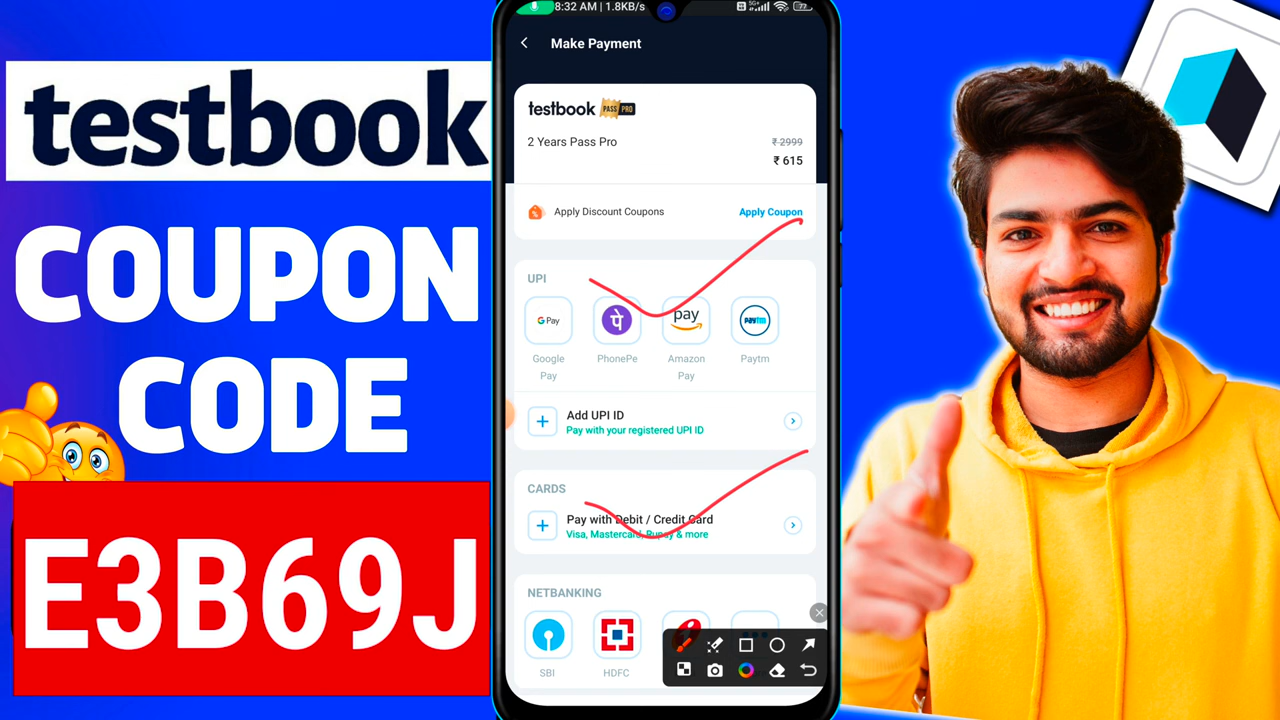 testbook
COUPON
CODE
E3B69J
8:32 AM | 1.8KB/s
77
Make Payment
testbook PASS PRO
2 Years Pass Pro
₹ 2999
₹ 615
Apply Discount Coupons
Apply Coupon
UPI
G Pay
पे
pay
paytm
Google Pay
PhonePe
Amazon Pay
Paytm
Add UPI ID
Pay with your registered UPI ID
CARDS
Pay with Debit / Credit Card
Visa, Mastercard, Rupay & more
NETBANKING
SBI
HDFC